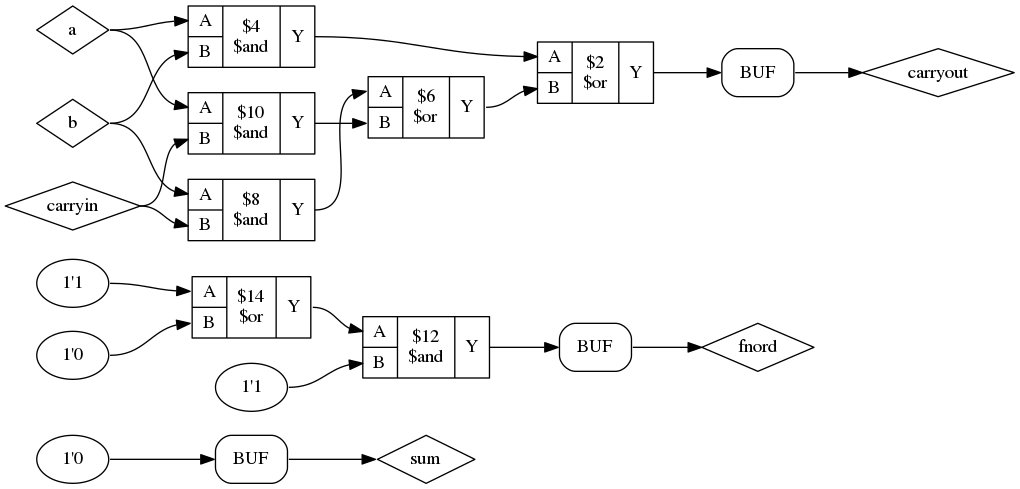 a
A
B
$4
$and
Y
A
B
$2
$or
Y
BUF
carryout
b
A
B
$10
$and
Y
A
B
$6
$or
Y
carryin
A
B
$8
$and
Y
1'1
1'0
A
B
$14
$or
Y
1'1
A
B
$12
$and
Y
BUF
fnord
1'0
BUF
sum